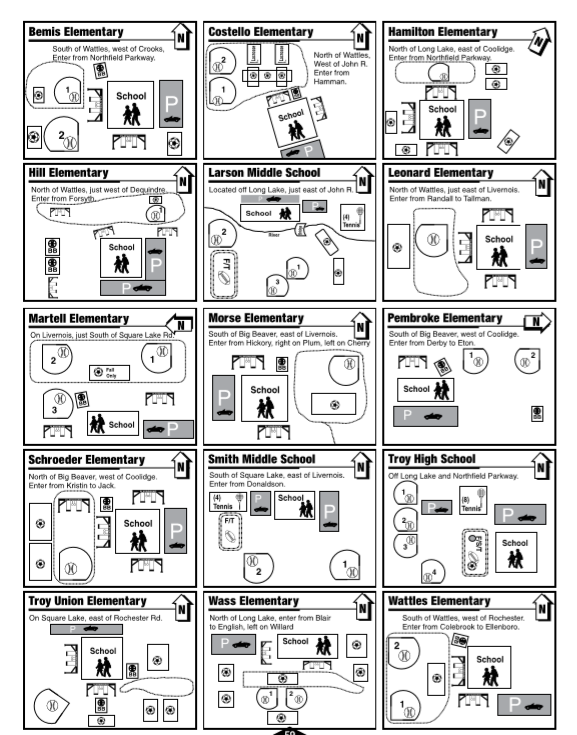 Bemis Elementary
N
South of Wattles, west of Crooks,
Enter from Northfield Parkway.
1
School
P
2
Costello Elementary
N
North of Wattles,
West of John R.
Enter from
Hamman.
2
1
School
P
Hamilton Elementary
N
North of Long Lake, east of Coolidge.
Enter from Northfield Parkway.
School
P
Hill Elementary
N
North of Wattles, just west of Dequindre.
Enter from Forsyth.
School
P
P
Larson Middle School
N
Located off Long Lake, just east of John R.
P
School
P
(4)
Tennis
2
River
F/T
1
3
Leonard Elementary
N
North of Wattles, just east of Livernois.
Enter from Randall to Tallman.
School
P
Martell Elementary
N
On Livernois, just South of Square Lake Rd.
2
1
Fall
Only
3
School
P
Morse Elementary
N
South of Big Beaver, east of Livernois.
Enter from Hickory, right on Plum, left on Cherry
P
School
Pembroke Elementary
N
South of Big Beaver, west of Coolidge.
Enter from Derby to Eton.
1
2
School
P
Schroeder Elementary
N
North of Big Beaver, west of Coolidge.
Enter from Kristin to Jack.
School
P
Smith Middle School
N
South of Square Lake, east of Livernois.
Enter from Donaldson.
(4)
Tennis
P
School
P
F/T
2
1
Troy High School
N
Off Long Lake and Northfield Parkway.
1
P
(8)
Tennis
P
2
3
School
4
Troy Union Elementary
N
On Square Lake, east of Rochester Rd.
P
School
Wass Elementary
N
North of Long Lake, enter from Blair
to English, left on Willard
P
School
1
2
Wattles Elementary
N
South of Wattles, west of Rochester.
Enter from Colebrook to Ellenboro.
2
School
1
P